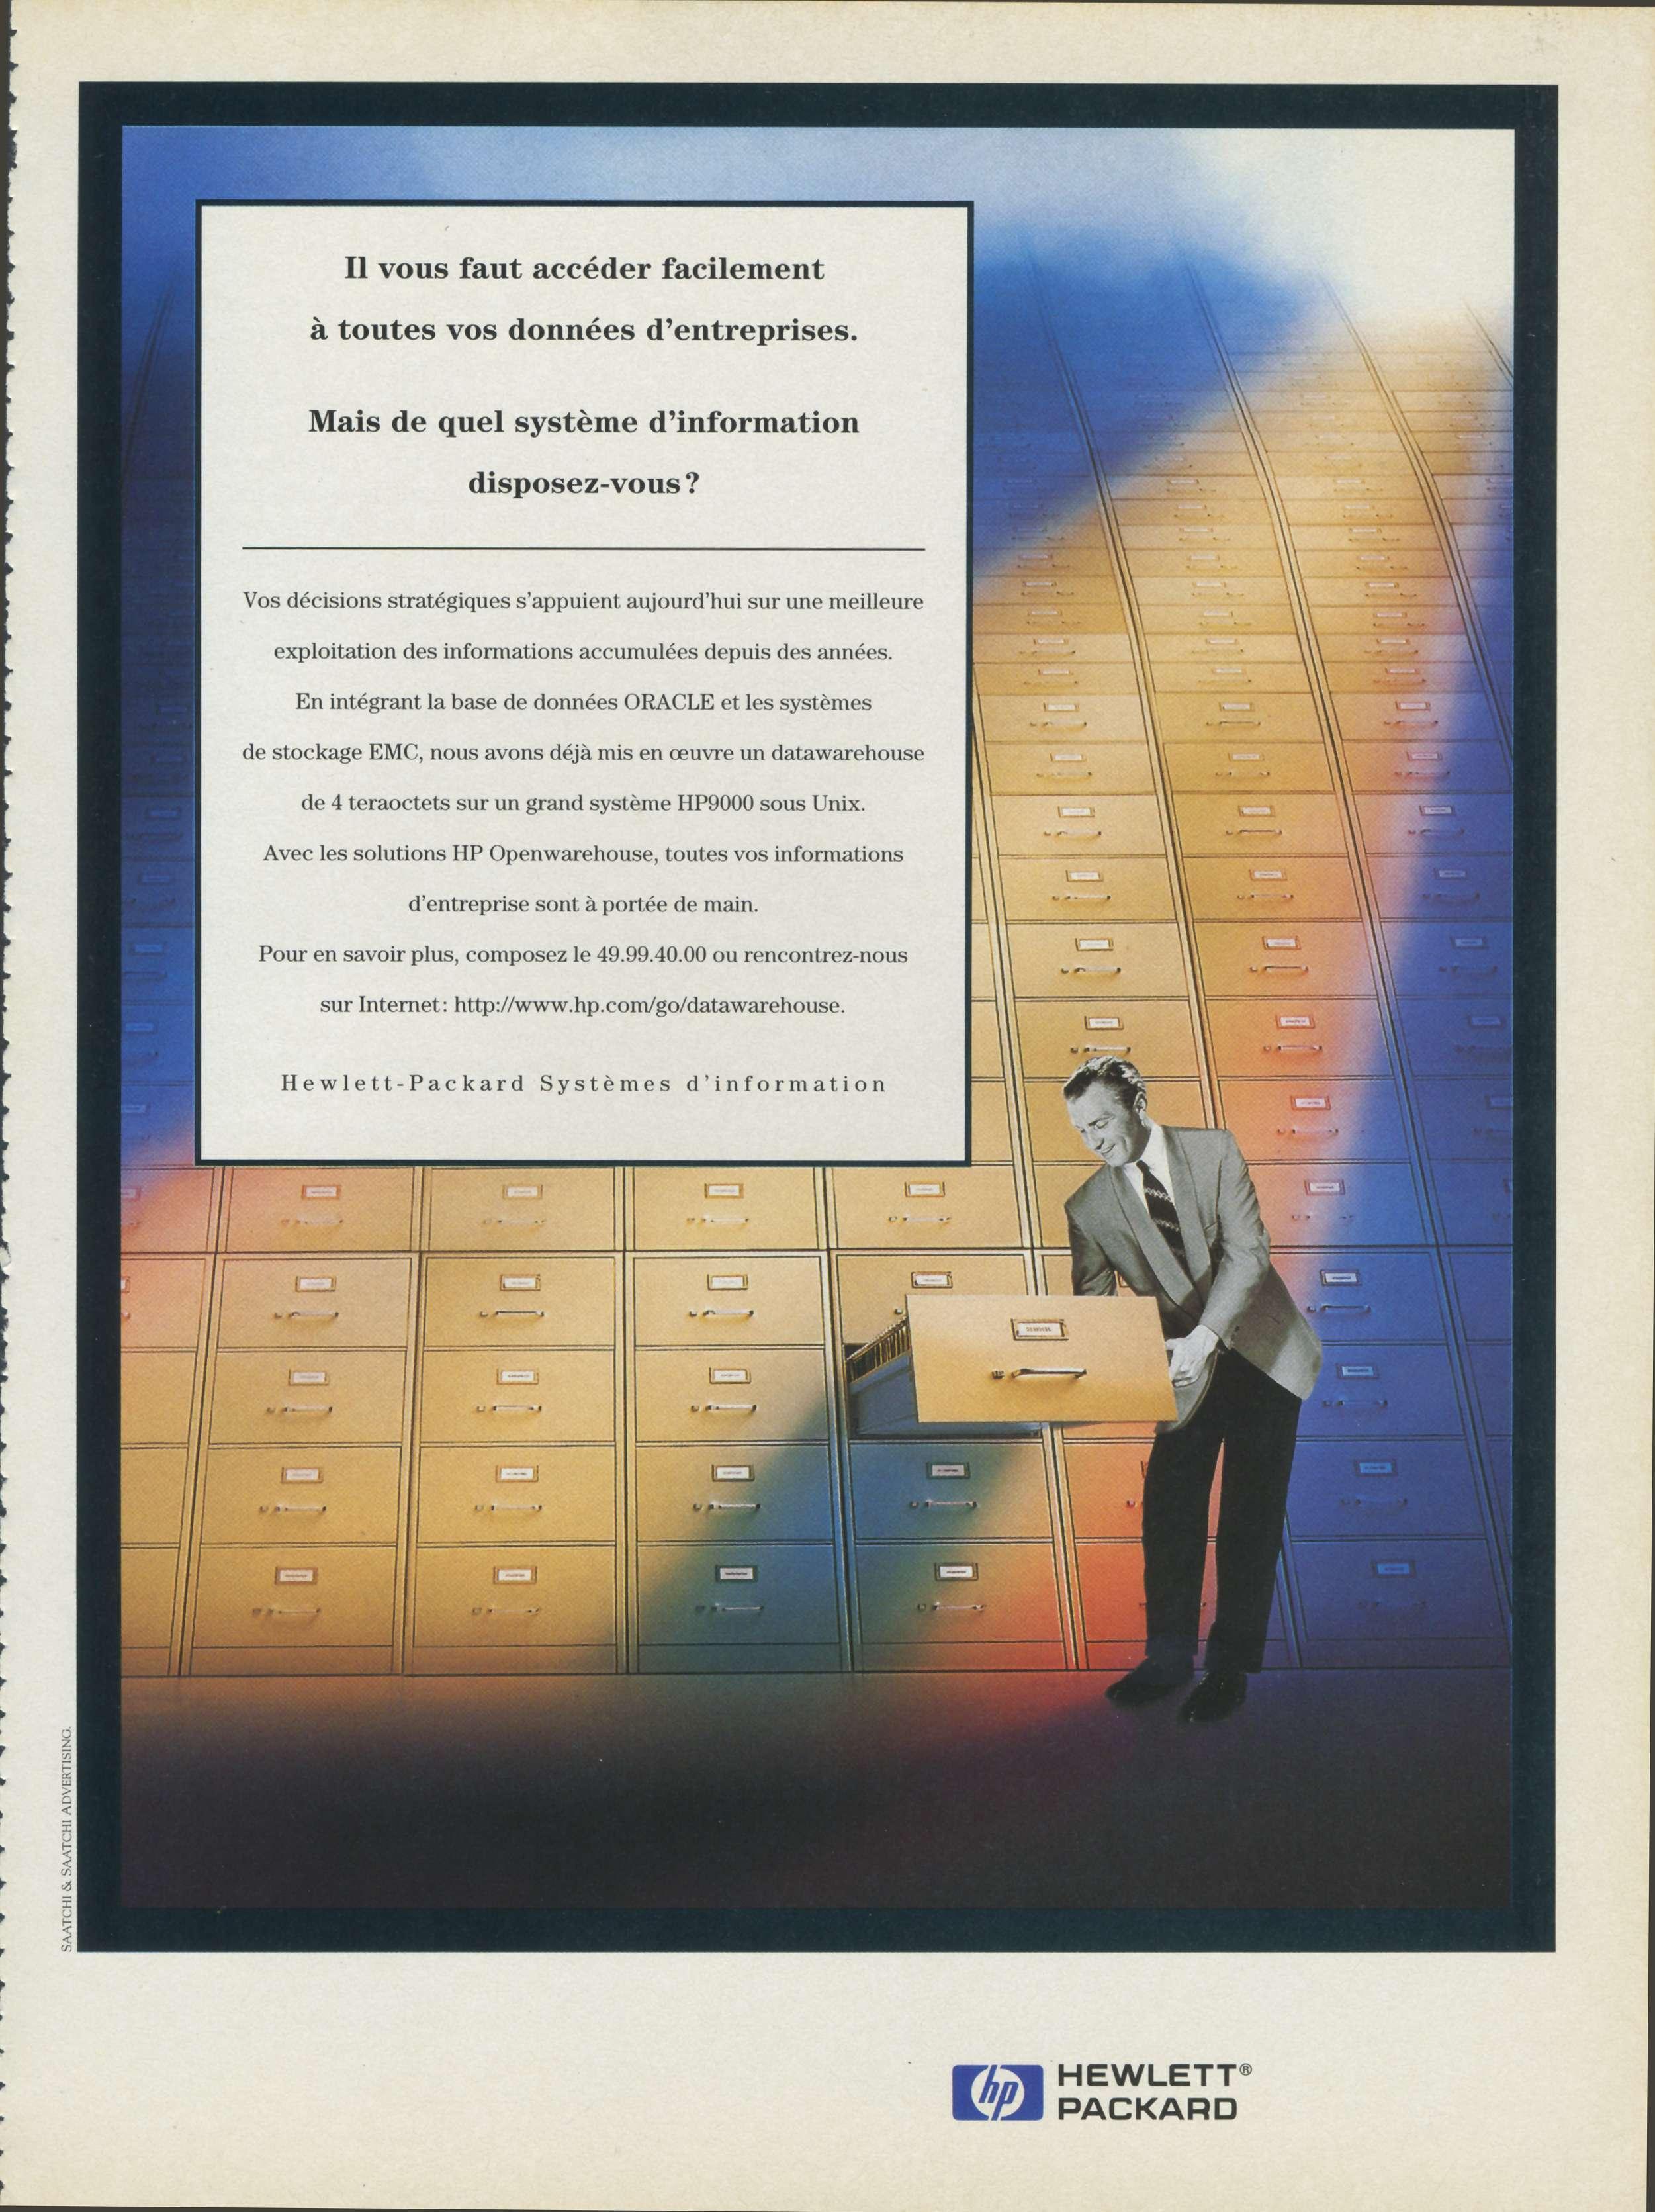 Il vous faut accéder facilement
à toutes vos données d'entreprises.
Mais de quel système d'information
disposez-vous ?
Vos décisions stratégiques s'appuient aujourd'hui sur une meilleure
exploitation des informations accumulées depuis des années.
En intégrant la base de données ORACLE et les systèmes
de stockage EMC, nous avons déjà mis en œuvre un datawarehouse
de 4 teraoctets sur un grand système HP9000 sous Unix.
Avec les solutions HP Openwarehouse, toutes vos informations
d'entreprise sont à portée de main.
Pour en savoir plus, composez le 49.99.40.00 ou rencontrez-nous
sur Internet : http://www.hp.com/go/datawarehouse.
Hewlett-Packard Systèmes d'information
SAATCHI & SAATCHI ADVERTISING.
hp HEWLETT®
PACKARD